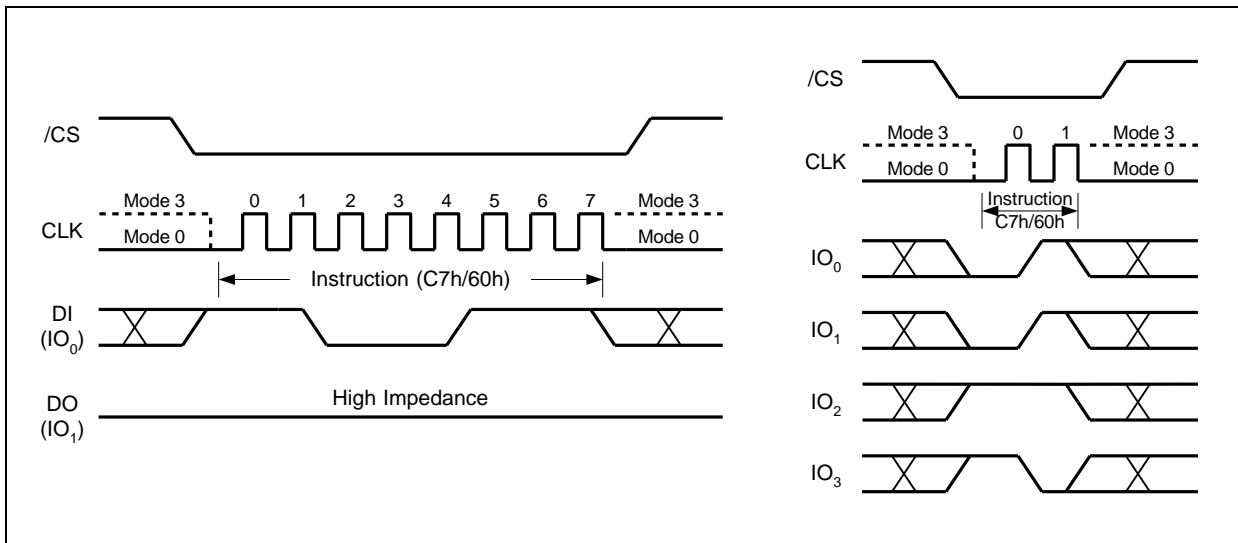 /CS
Mode 3
0 1 2 3 4 5 6 7
Mode 3
CLK
Mode 0
Mode 0
Instruction (C7h/60h)
DI
(IO0)
DO
(IO1)
High Impedance
/CS
Mode 3
0 1
Mode 3
CLK
Mode 0
Mode 0
Instruction
C7h/60h
IO0
IO1
IO2
IO3